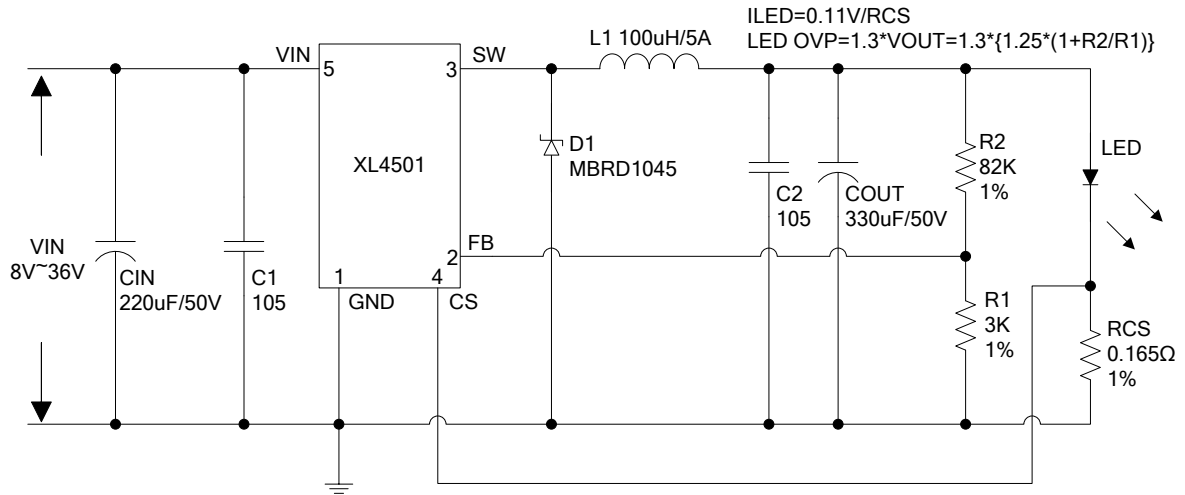 ILED=0.11V/RCS
LED OVP=1.3*VOUT=1.3*{1.25*(1+R2/R1)}
L1 100uH/5A
VIN
5
3
SW
XL4501
D1
MBRD1045
R2
82K
1%
LED
C2
105
COUT
330uF/50V
VIN
8V~36V
CIN
220uF/50V
C1
105
1
GND
2
FB
4
CS
R1
3K
1%
RCS
0.165Ω
1%